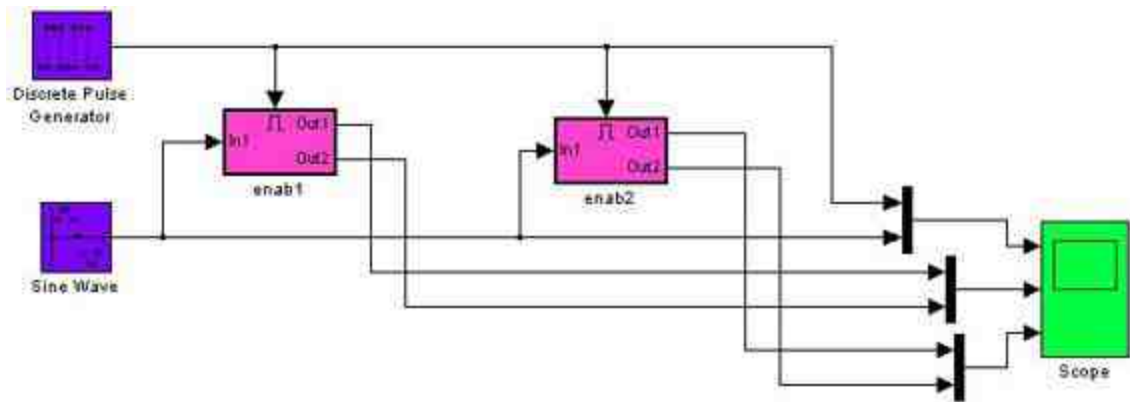 Discrete Pulse
Generator
In1
Out1
Out2
enab1
In1
Out1
Out2
enab2
Sine Wave
Scope